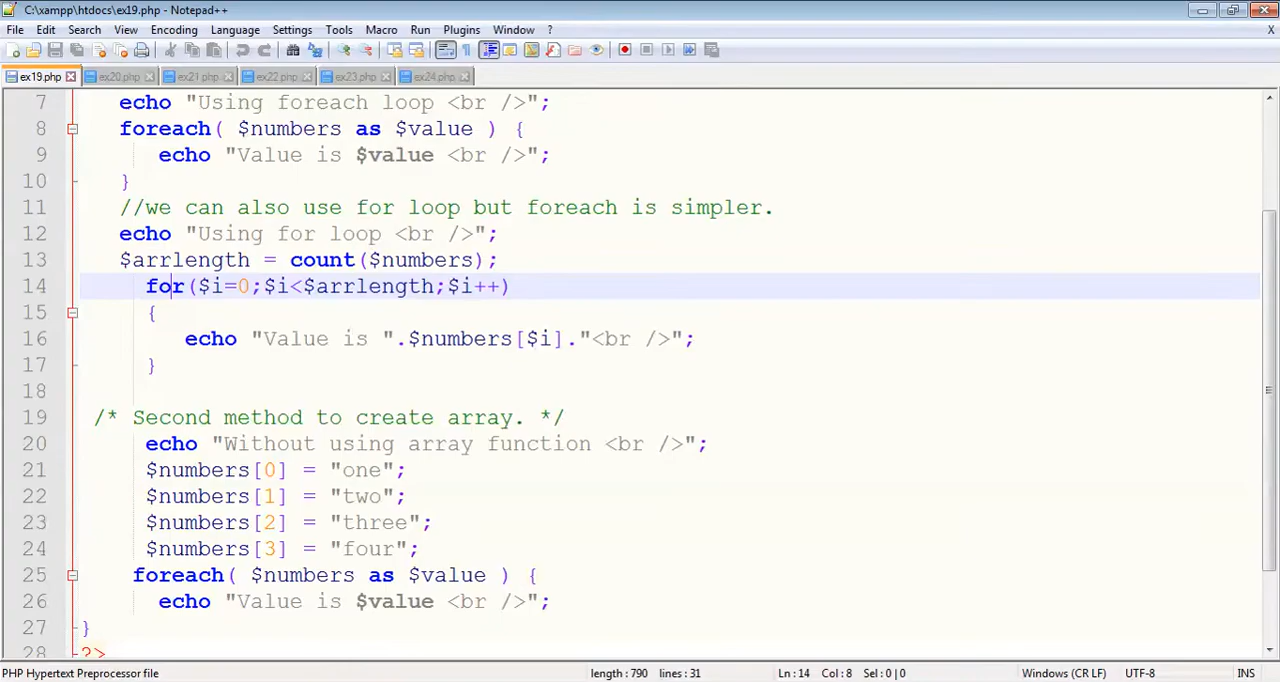 C:\xampp\htdocs\ex19.php - Notepad++
File Edit Search View Encoding Language Settings Tools Macro Run Plugins Window ? X
ex19.php ex20.php ex21.php ex22.php ex23.php ex24.php
7 echo "Using foreach loop <br />";
8 foreach( $numbers as $value ) {
9 echo "Value is $value <br />";
10 }
11 //we can also use for loop but foreach is simpler.
12 echo "Using for loop <br />";
13 $arrlength = count($numbers);
14 for($i=0;$i<$arrlength;$i++)
15 {
16 echo "Value is ".$numbers[$i]."<br />";
17 }
18
19 /* Second method to create array. */
20 echo "Without using array function <br />";
21 $numbers[0] = "one";
22 $numbers[1] = "two";
23 $numbers[2] = "three";
24 $numbers[3] = "four";
25 foreach( $numbers as $value ) {
26 echo "Value is $value <br />";
27 }
28 ?>
PHP Hypertext Preprocessor file length : 790 lines : 31 Ln : 14 Col : 8 Sel : 0 | 0 Windows (CR LF) UTF-8 INS